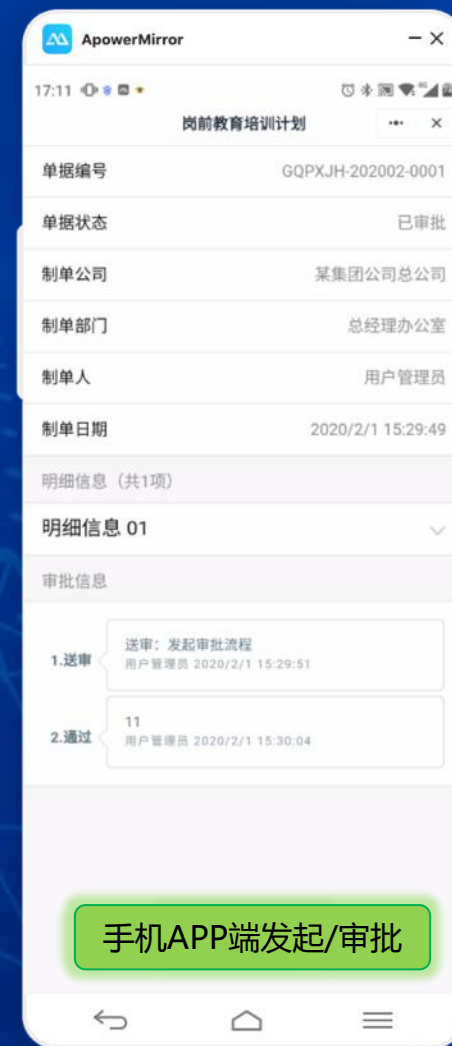 ApowerMirror
17:11
4G
岗前教育培训计划
单据编号 GQPXJH-202002-0001
单据状态 已审批
制单公司 某集团公司总公司
制单部门 总经理办公室
制单人 用户管理员
制单日期 2020/2/1 15:29:49
明细信息（共1项）
明细信息 01
审批信息
1.送审
送审：发起审批流程
用户管理员 2020/2/1 15:29:51
2.通过
11
用户管理员 2020/2/1 15:30:04
手机APP端发起/审批